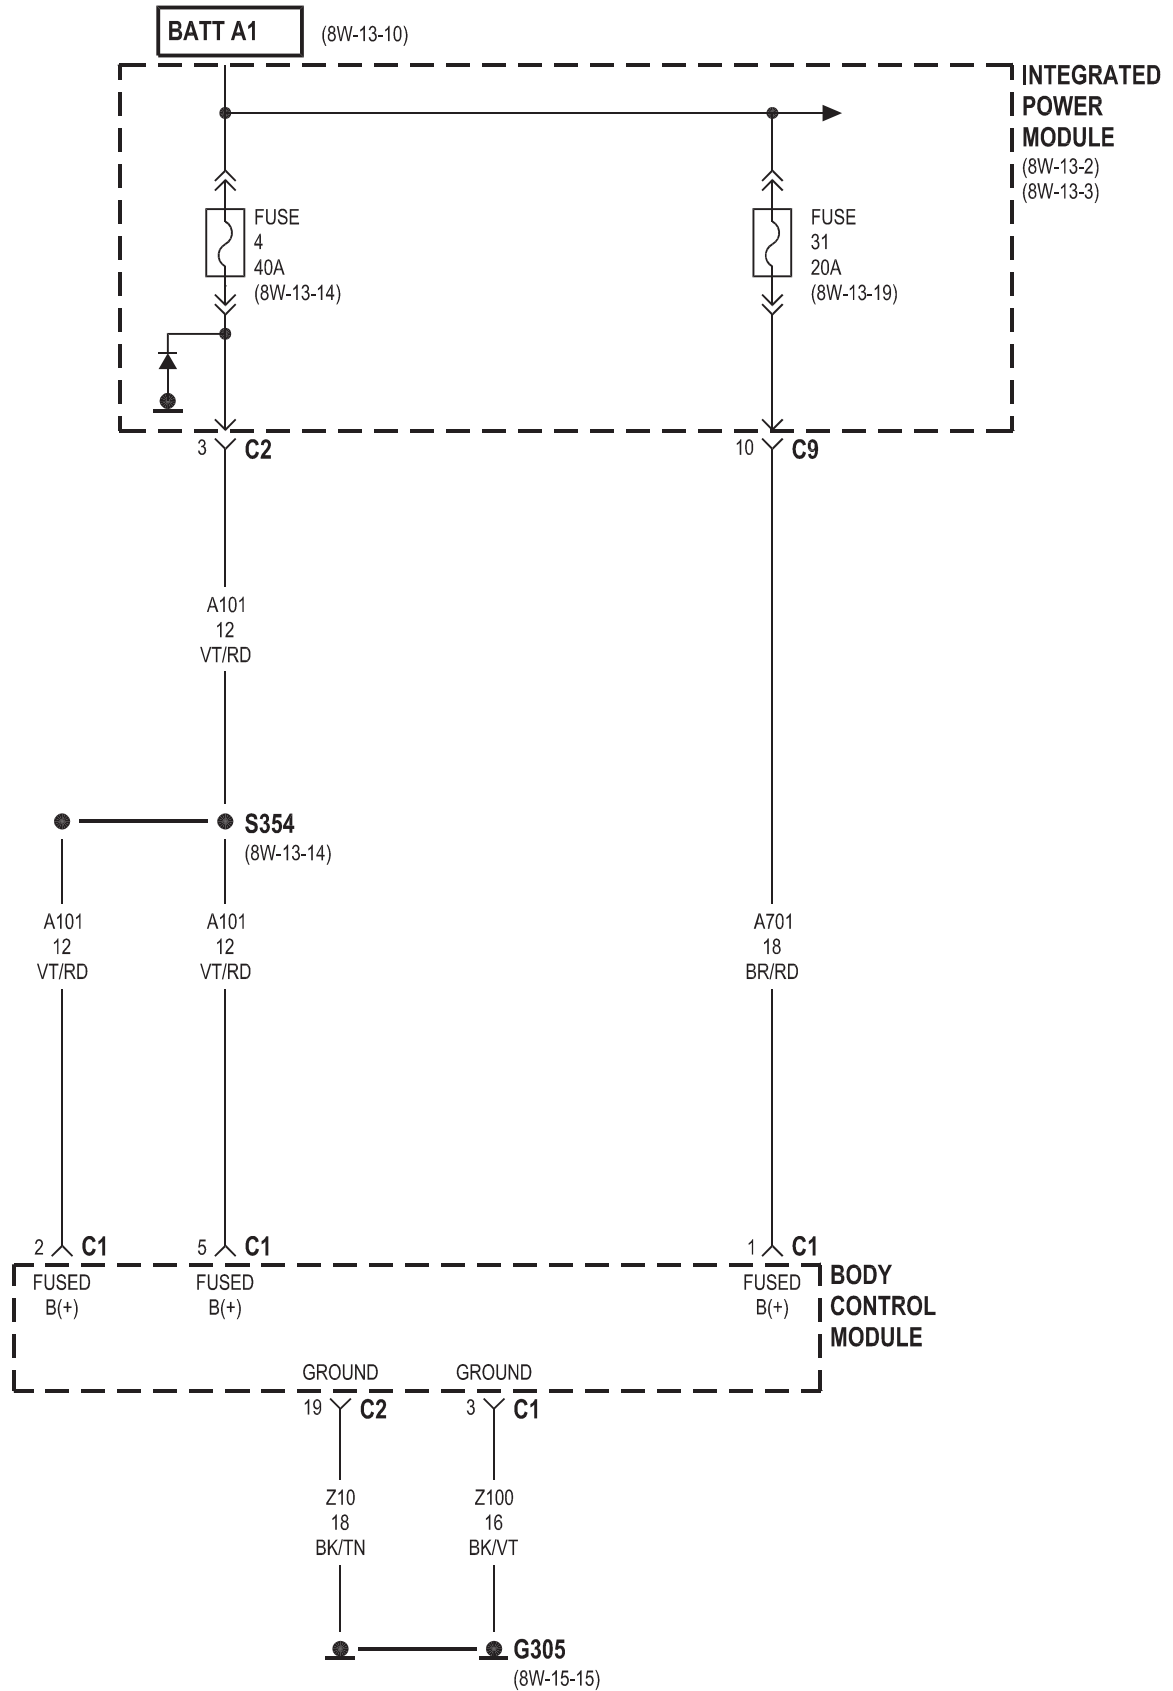 BATT A1 (8W-13-10)
INTEGRATED
POWER
MODULE
(8W-13-2)
(8W-13-3)
FUSE
4
40A
(8W-13-14)
FUSE
31
20A
(8W-13-19)
3 C2
10 C9
A101
12
VT/RD
S354
(8W-13-14)
A101
12
VT/RD
A101
12
VT/RD
A701
18
BR/RD
2 C1
5 C1
1 C1
FUSED
B(+)
FUSED
B(+)
FUSED
B(+)
BODY
CONTROL
MODULE
GROUND
GROUND
19 C2
3 C1
Z10
18
BK/TN
Z100
16
BK/VT
G305
(8W-15-15)